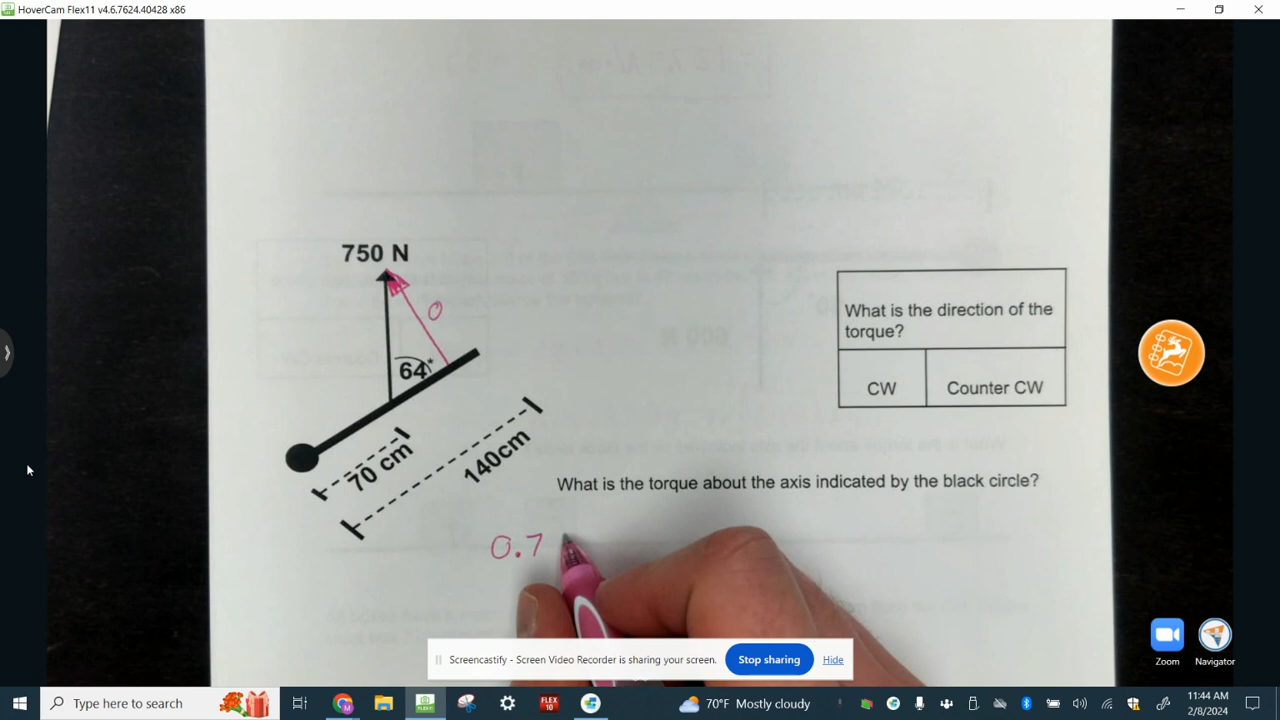 HoverCam Flex11 v4.6.7624.40428 x86
750 N
O
64°
70 cm
140cm
What is the direction of the
torque?
CW
Counter CW
What is the torque about the axis indicated by the black circle?
0.7
Screencastify - Screen Video Recorder is sharing your screen.
Stop sharing
Hide
Zoom
Navigator
Type here to search
FLEX
10
70°F Mostly cloudy
11:44 AM
2/8/2024